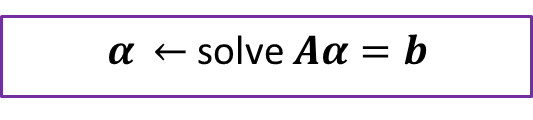 α ← solve Aα = b